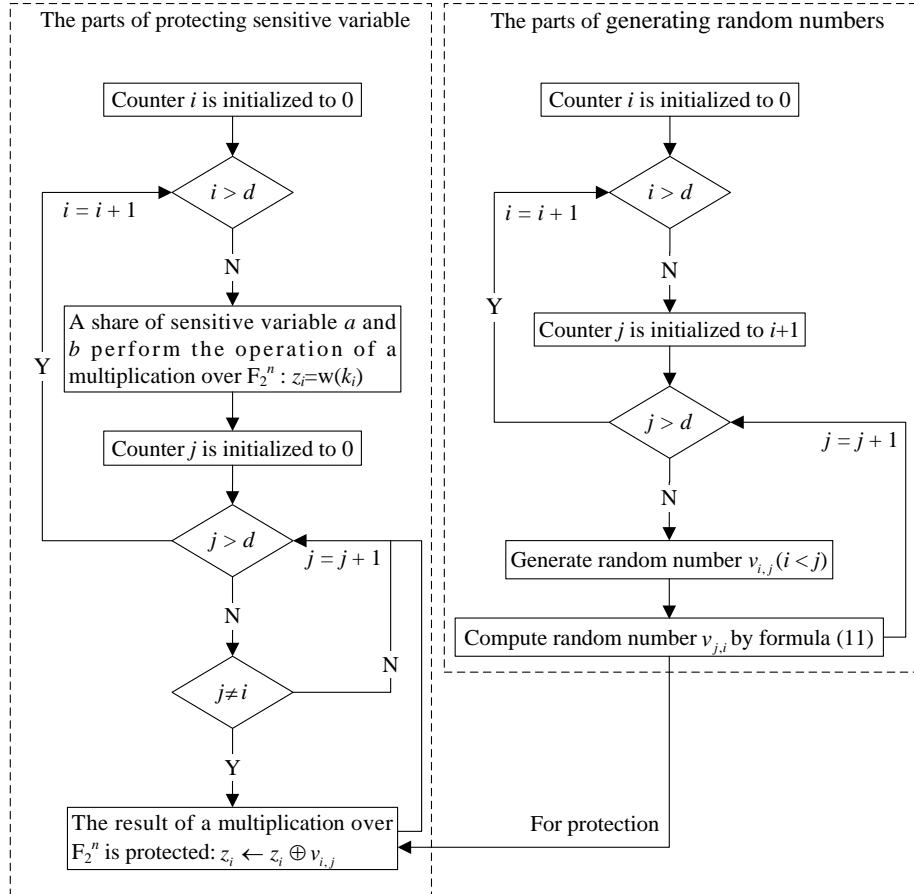 The parts of protecting sensitive variable
Counter i is initialized to 0
i > d
i = i + 1
N
A share of sensitive variable a and
b perform the operation of a
multiplication over F₂ⁿ : zᵢ=w(kᵢ)
Y
Counter j is initialized to 0
j > d
j = j + 1
N
N
j≠i
Y
The result of a multiplication over
F₂ⁿ is protected: zᵢ ← zᵢ ⊕ vᵢ,ⱼ
The parts of generating random numbers
Counter i is initialized to 0
i > d
i = i + 1
N
Y
Counter j is initialized to i+1
j > d
j = j + 1
N
Generate random number vᵢ,ⱼ (i < j)
Compute random number vⱼ,ᵢ by formula (11)
For protection